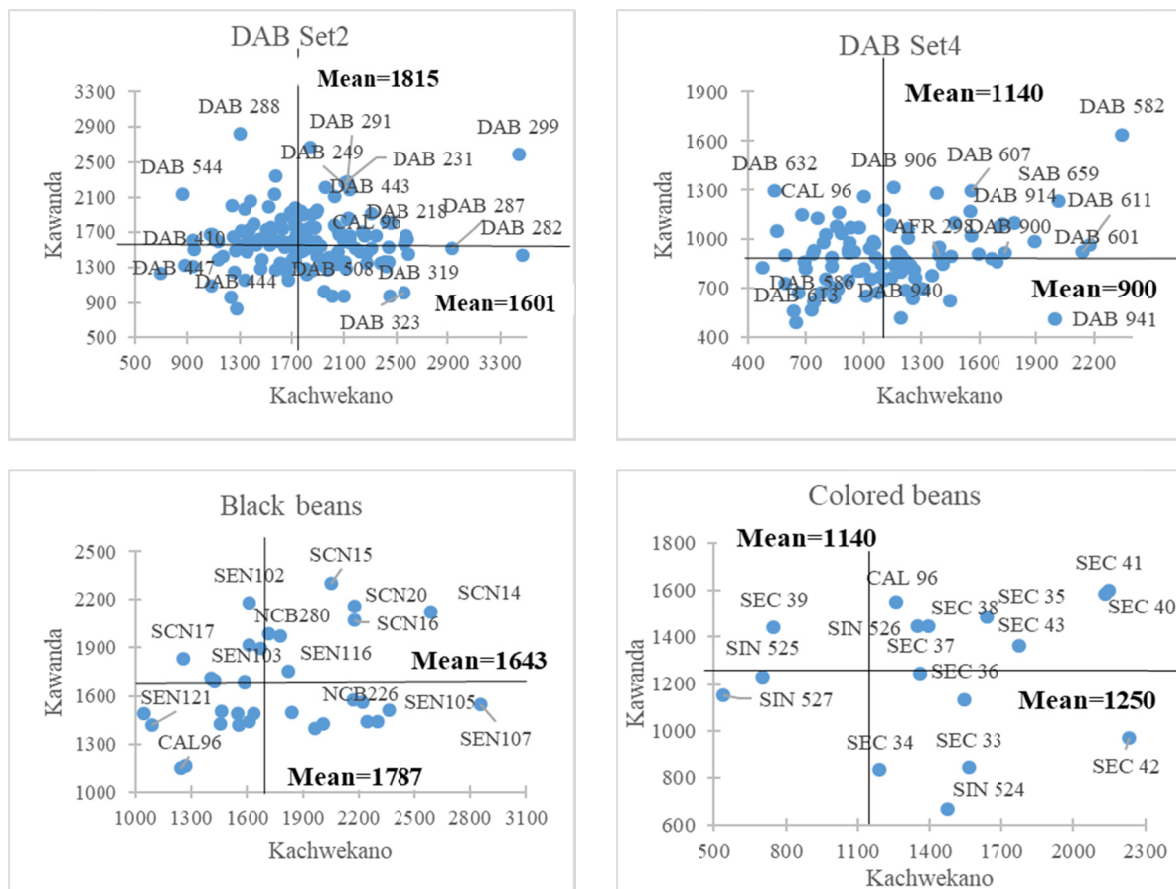 DAB Set2
Mean=1815
3300
2900
2500
2100
1700
1300
900
500
Kawanda
DAB 288
DAB 291
DAB 299
DAB 249
DAB 231
DAB 544
DAB 443
DAB 218
DAB 287
CAL 96
DAB 282
DAB 410
DAB 447
DAB 508
DAB 319
DAB 444
Mean=1601
DAB 323
500 900 1300 1700 2100 2500 2900 3300
Kachwekano
DAB Set4
Mean=1140
1900
1600
1300
1000
700
400
Kawanda
DAB 582
DAB 632
DAB 906
DAB 607
SAB 659
CAL 96
DAB 914
DAB 611
AFR 298
DAB 900
DAB 601
DAB 586
DAB 613
DAB 940
Mean=900
DAB 941
400 700 1000 1300 1600 1900 2200
Kachwekano
Black beans
2500
2200
1900
1600
1300
1000
Kawanda
SCN15
SEN102
SCN20
SCN14
NCB280
SCN16
SCN17
SEN103
SEN116
Mean=1643
SEN121
NCB226
SEN105
CAL96
SEN107
Mean=1787
1000 1300 1600 1900 2200 2500 2800 3100
Kachwekano
Colored beans
Mean=1140
1800
1600
1400
1200
1000
800
600
Kawanda
SEC 41
CAL 96
SEC 39
SEC 38
SEC 35
SEC 40
SIN 526
SEC 43
SIN 525
SEC 37
SEC 36
SIN 527
Mean=1250
SEC 34
SEC 33
SEC 42
SIN 524
500 800 1100 1400 1700 2000 2300
Kachwekano